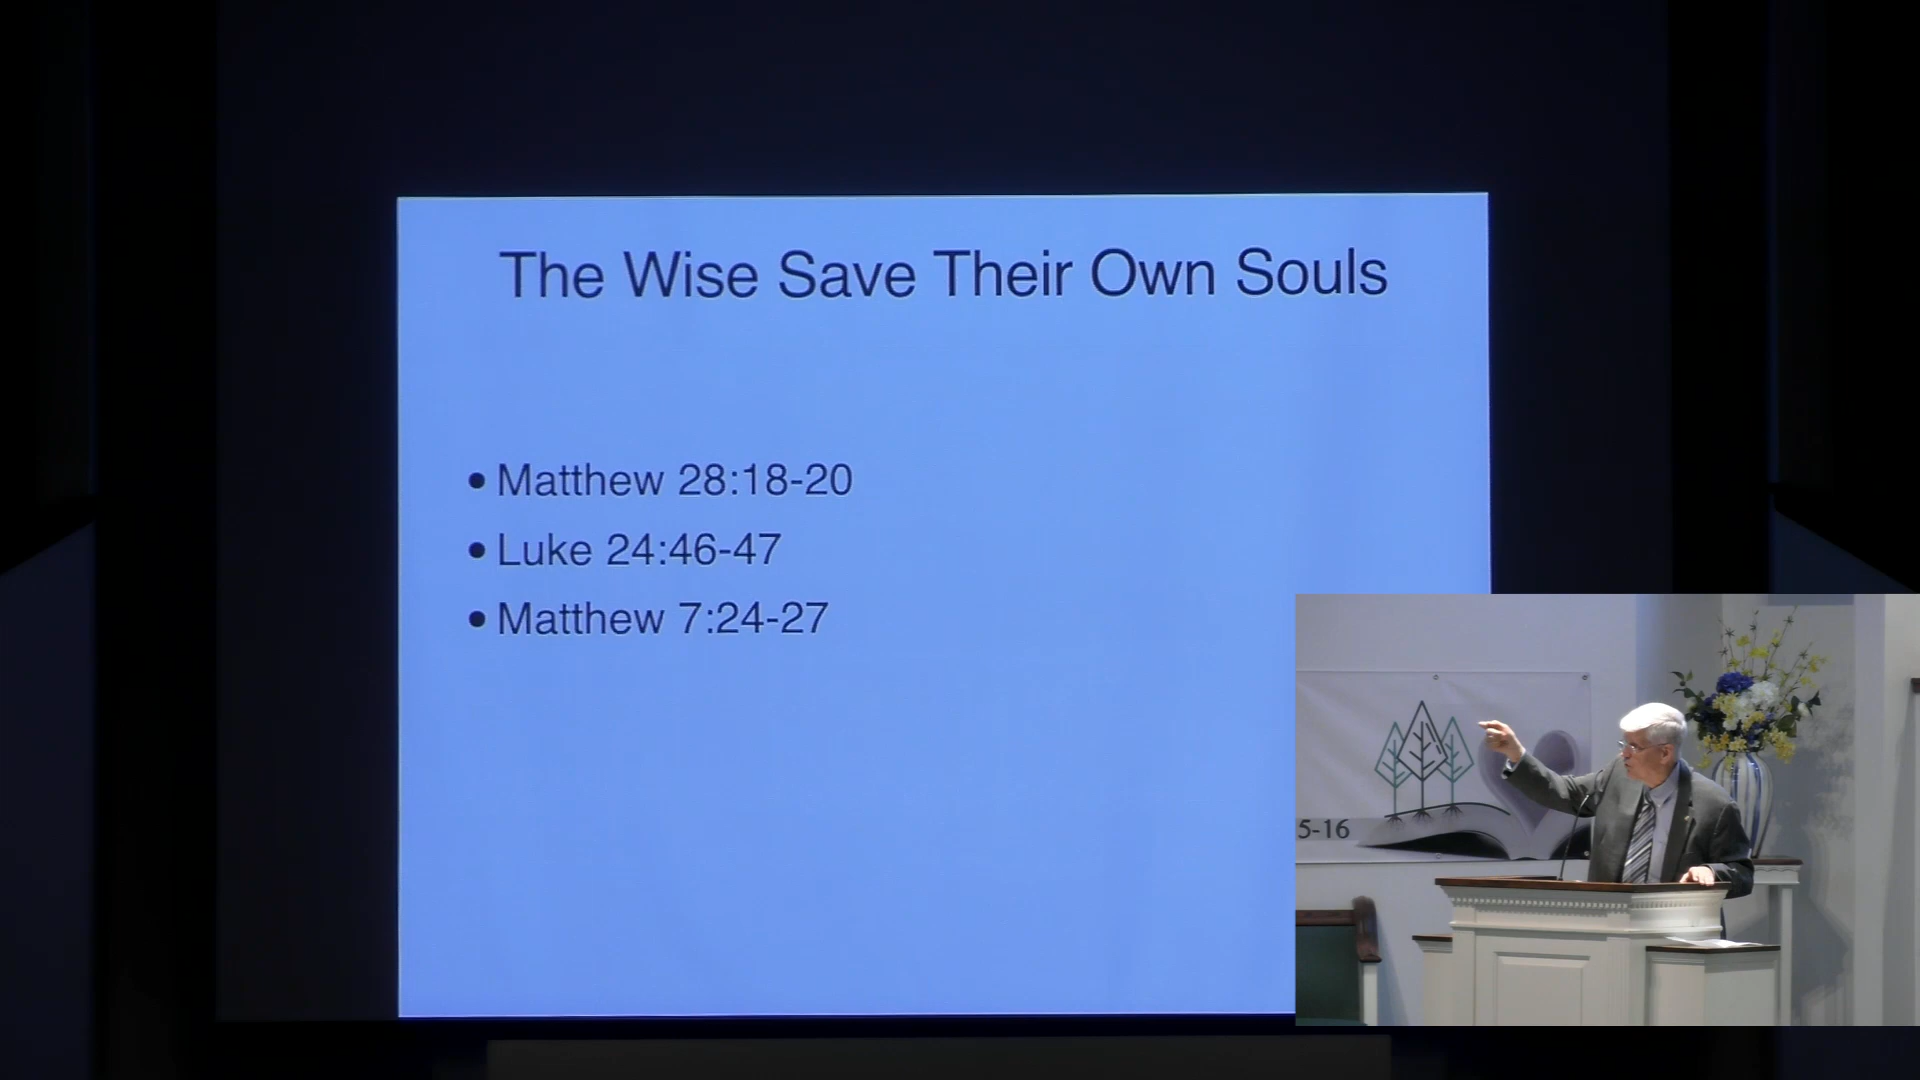 The Wise Save Their Own Souls
• Matthew 28:18-20
• Luke 24:46-47
• Matthew 7:24-27
5-16